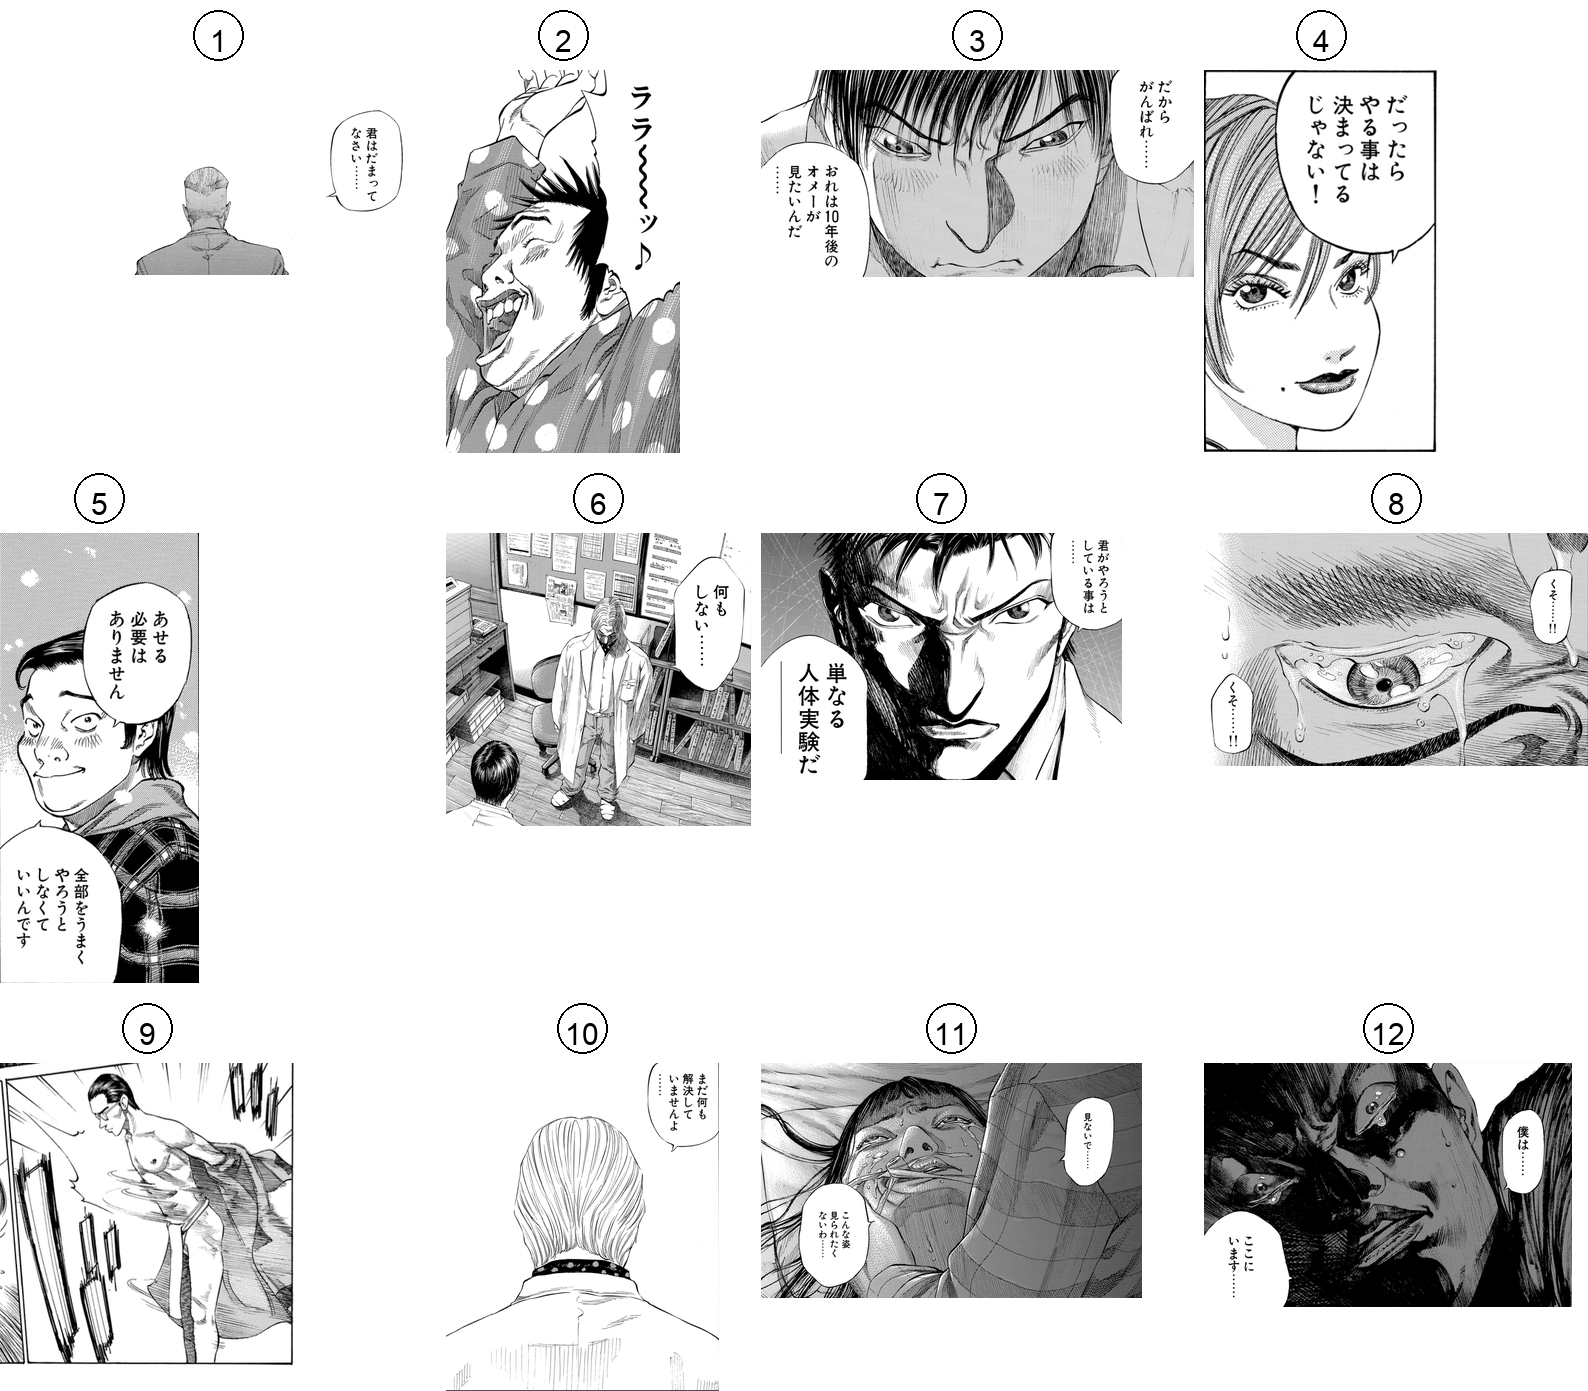 1
君はだまって
なさい……
2
ララ～～～ッ♪
3
だから
がんばれ……
おれは10年後の
オメーが
見たいんだ
……
4
だったら
やる事は
決まってる
じゃない！
5
あせる
必要は
ありません
全部をうまく
やろうと
しなくて
いいんです
6
何も
しない……
7
君がやろうと
している事は
……
単なる
人体実験だ
──
8
くそ……!!
くそ……!!
9
10
まだ何も
解決して
いませんよ
……
11
見ないで……
こんな姿
見られたく
ないわ……
12
僕は……
ここに
います……